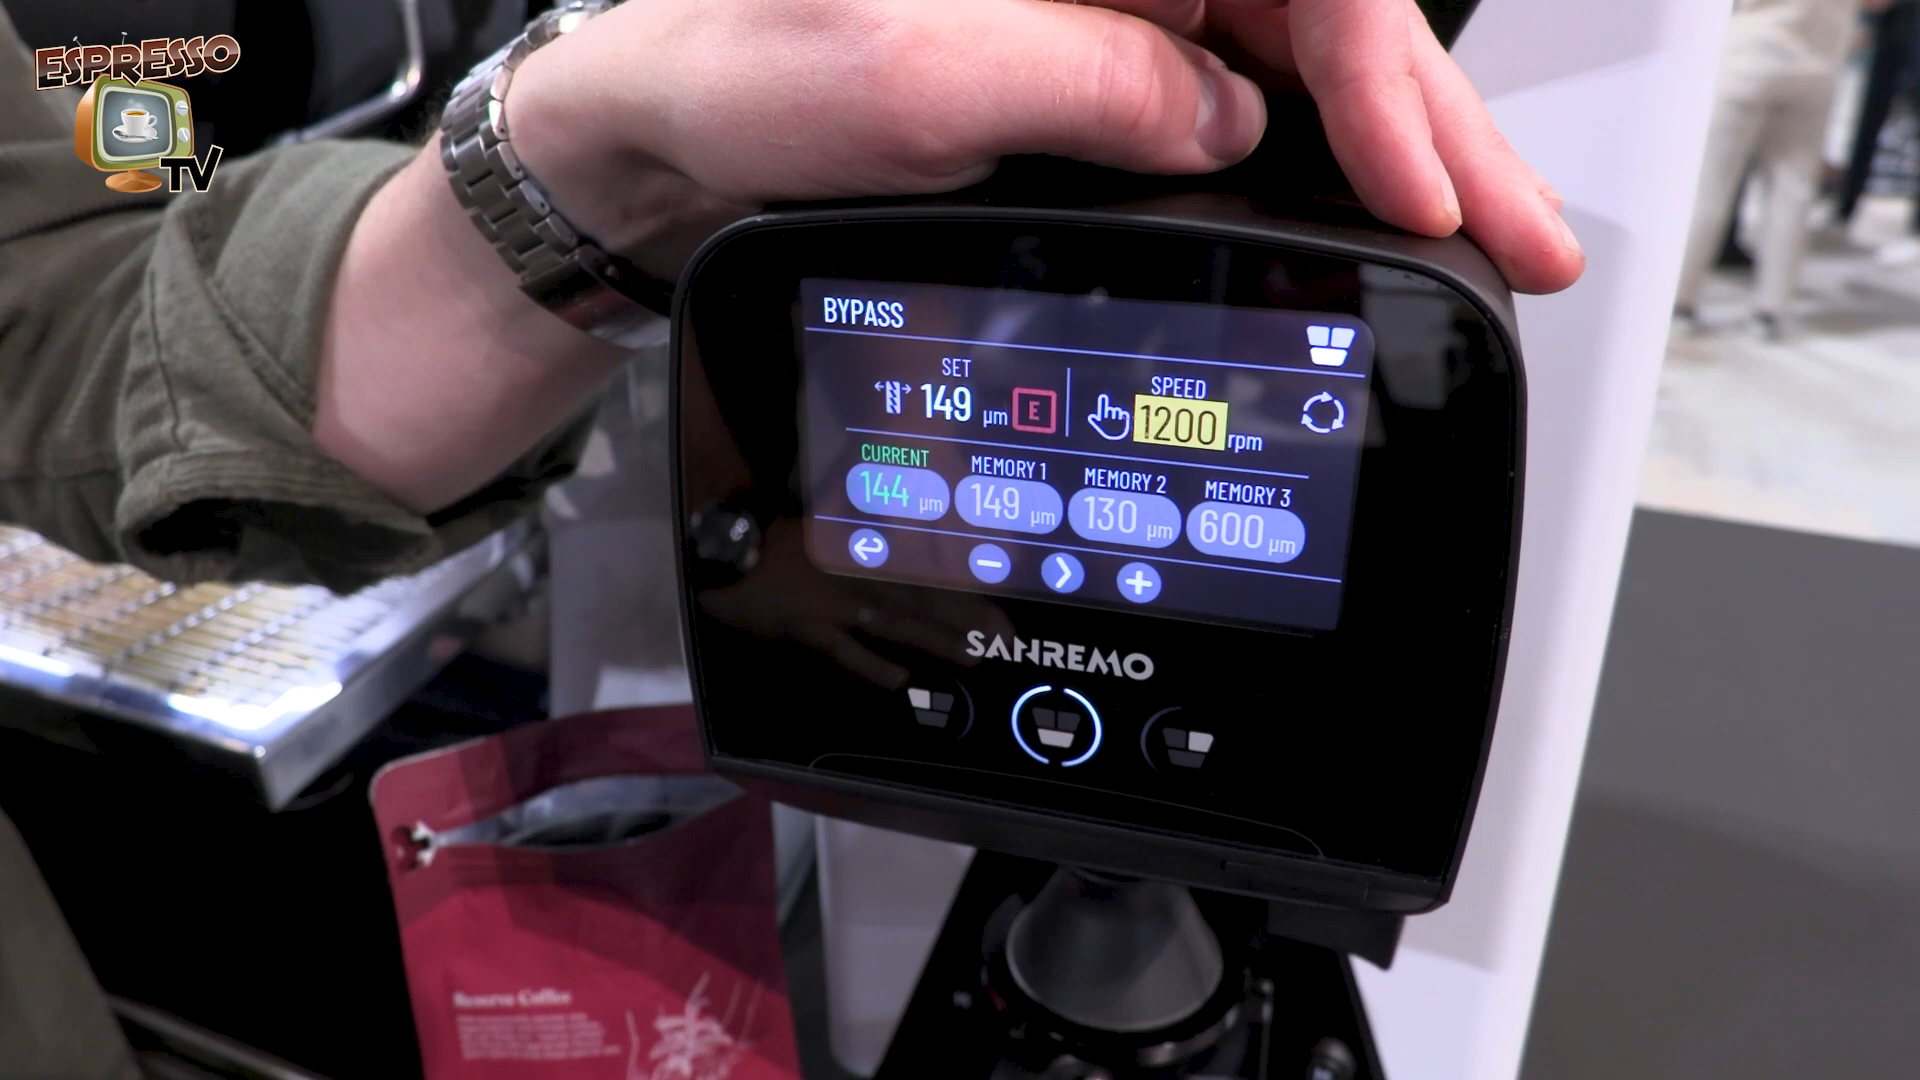 ESPRESSO
TV
BYPASS
SET
149 µm
E
SPEED
1200 rpm
CURRENT
144 µm
MEMORY 1
149 µm
MEMORY 2
130 µm
MEMORY 3
600 µm
SANREMO
Reserve Coffee